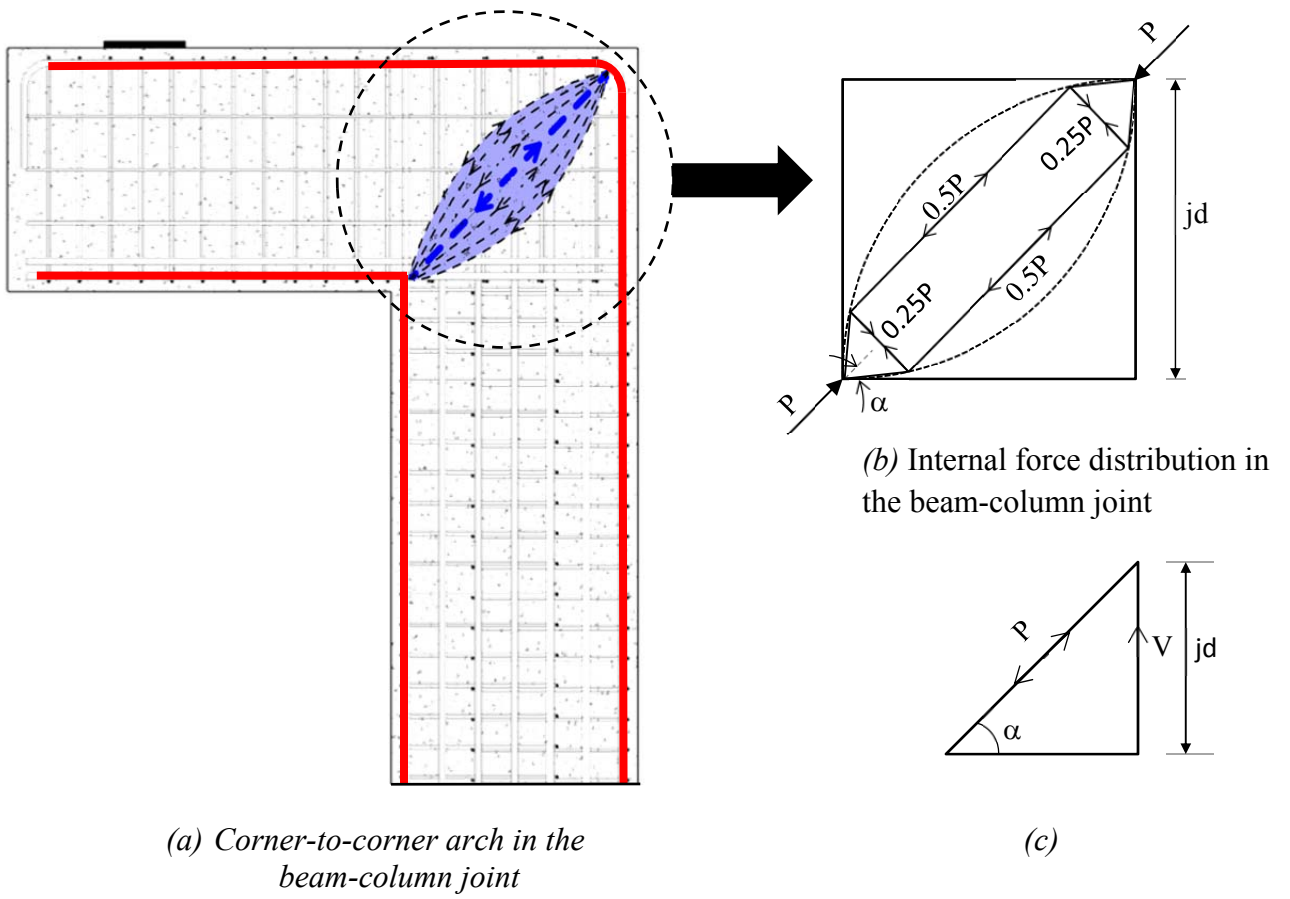 P
0.25P
0.5P
jd
0.5P
0.25P
P
α
(b) Internal force distribution in
the beam-column joint
P
V
jd
α
(a) Corner-to-corner arch in the
beam-column joint
(c)